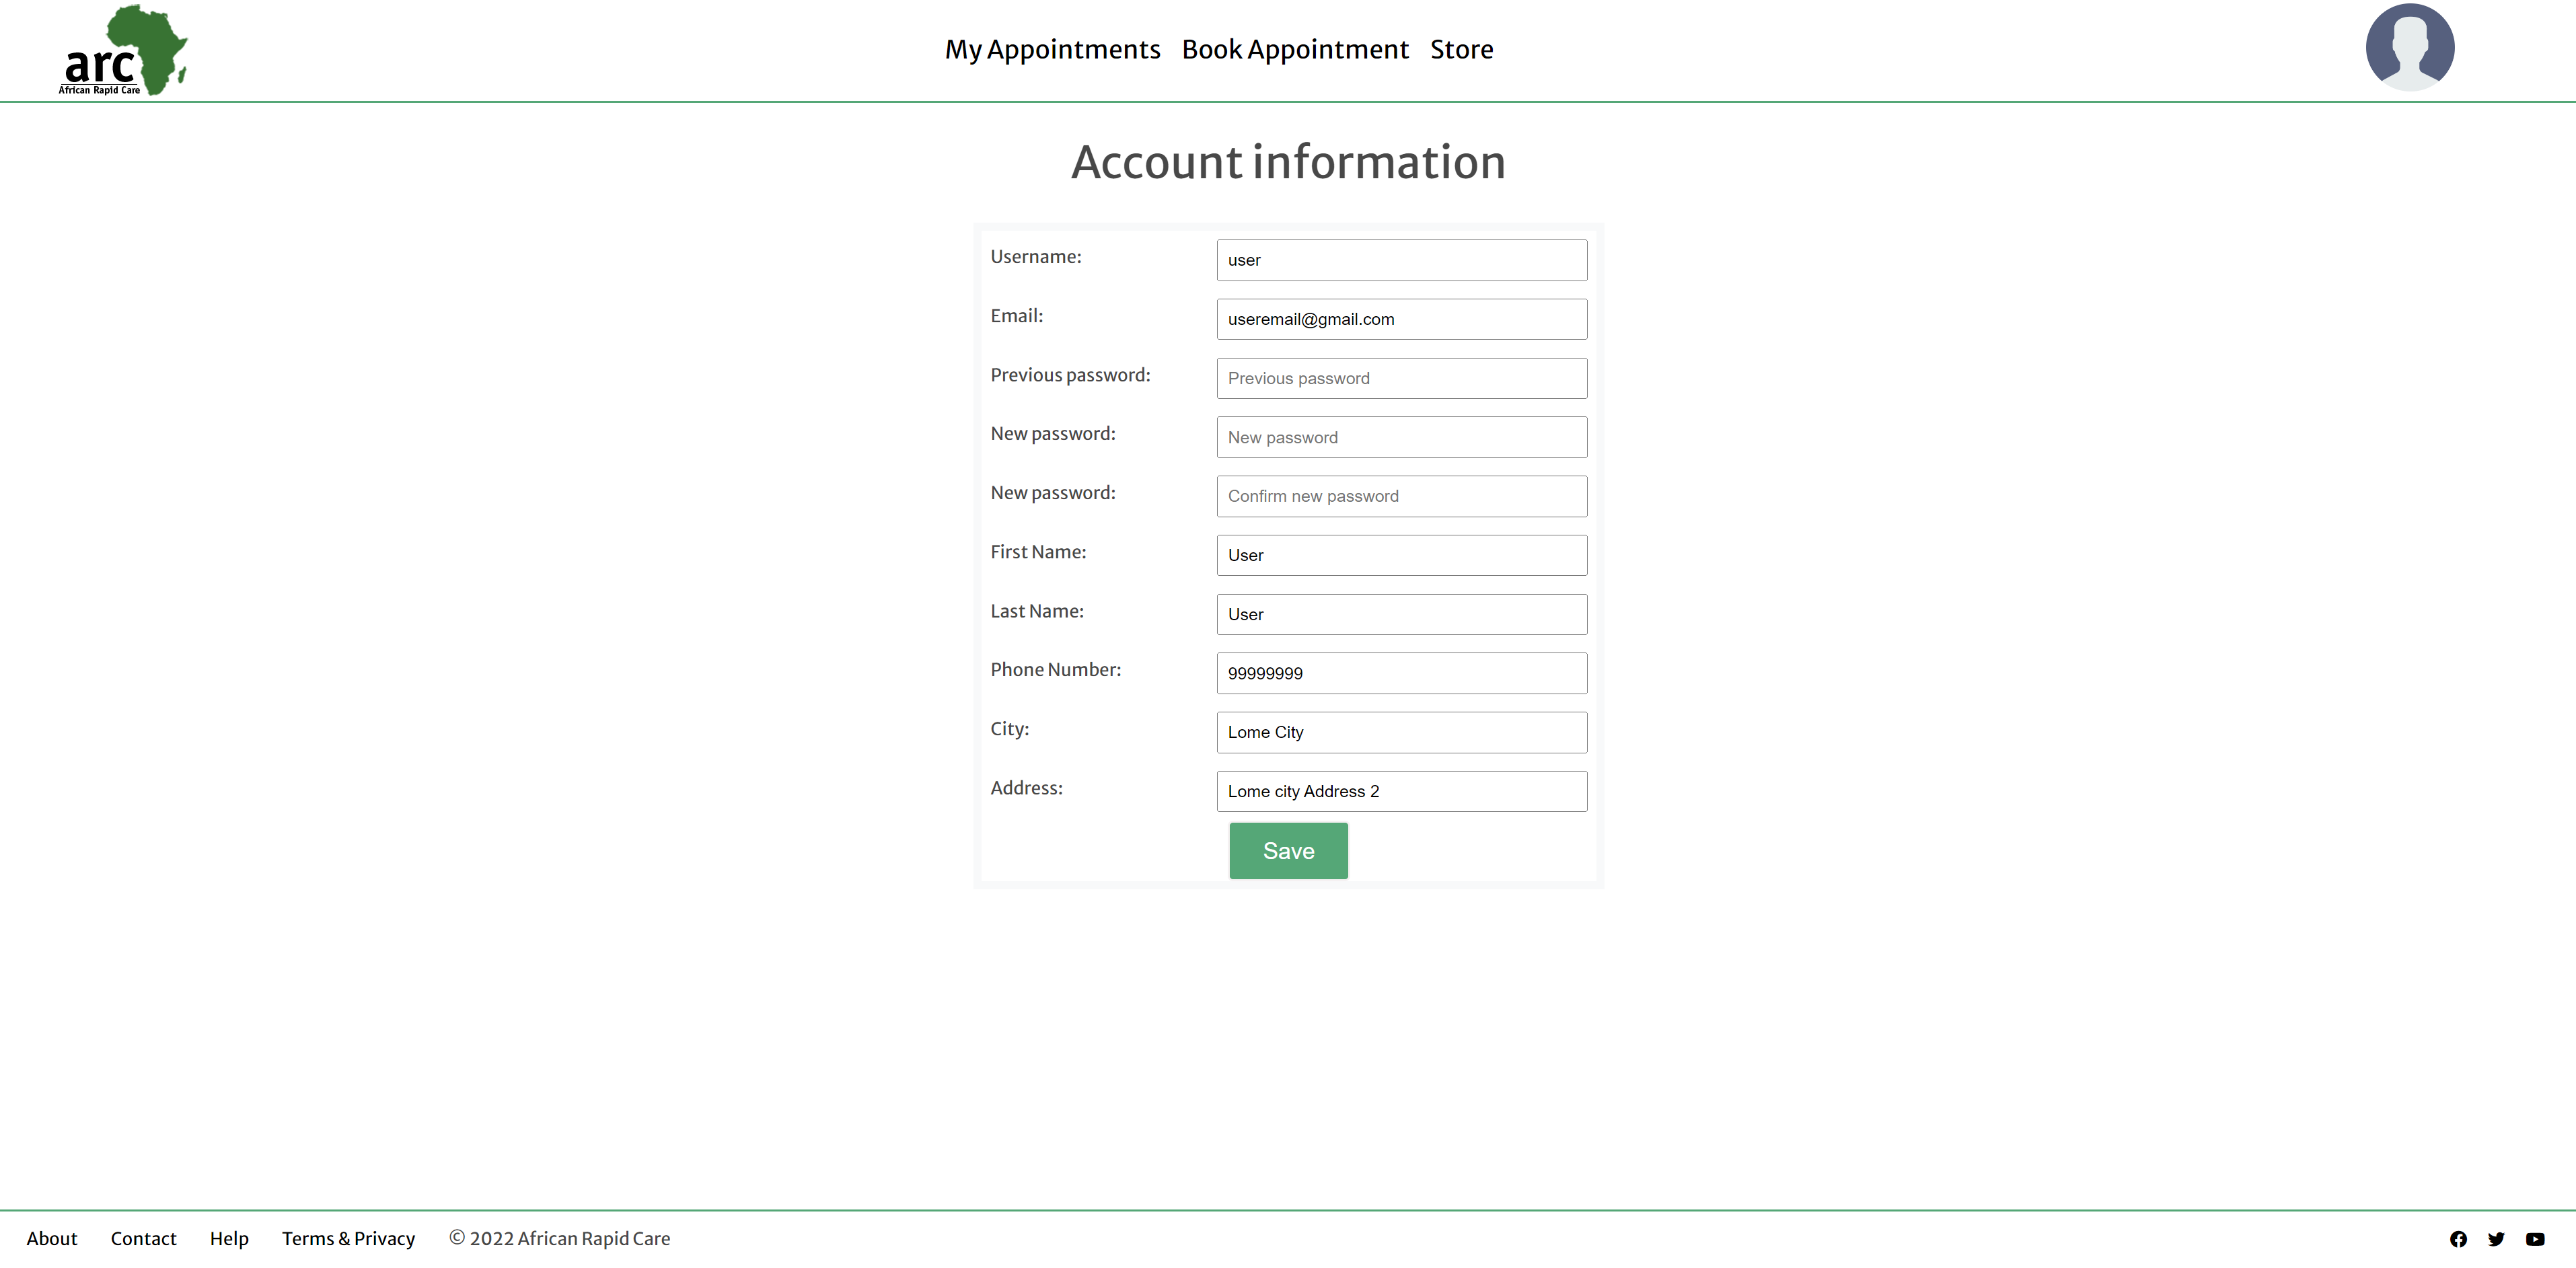 arc
African Rapid Care
My Appointments Book Appointment Store
Account information
Username: user
Email: useremail@gmail.com
Previous password: Previous password
New password: New password
New password: Confirm new password
First Name: User
Last Name: User
Phone Number: 99999999
City: Lome City
Address: Lome city Address 2
Save
About Contact Help Terms & Privacy © 2022 African Rapid Care